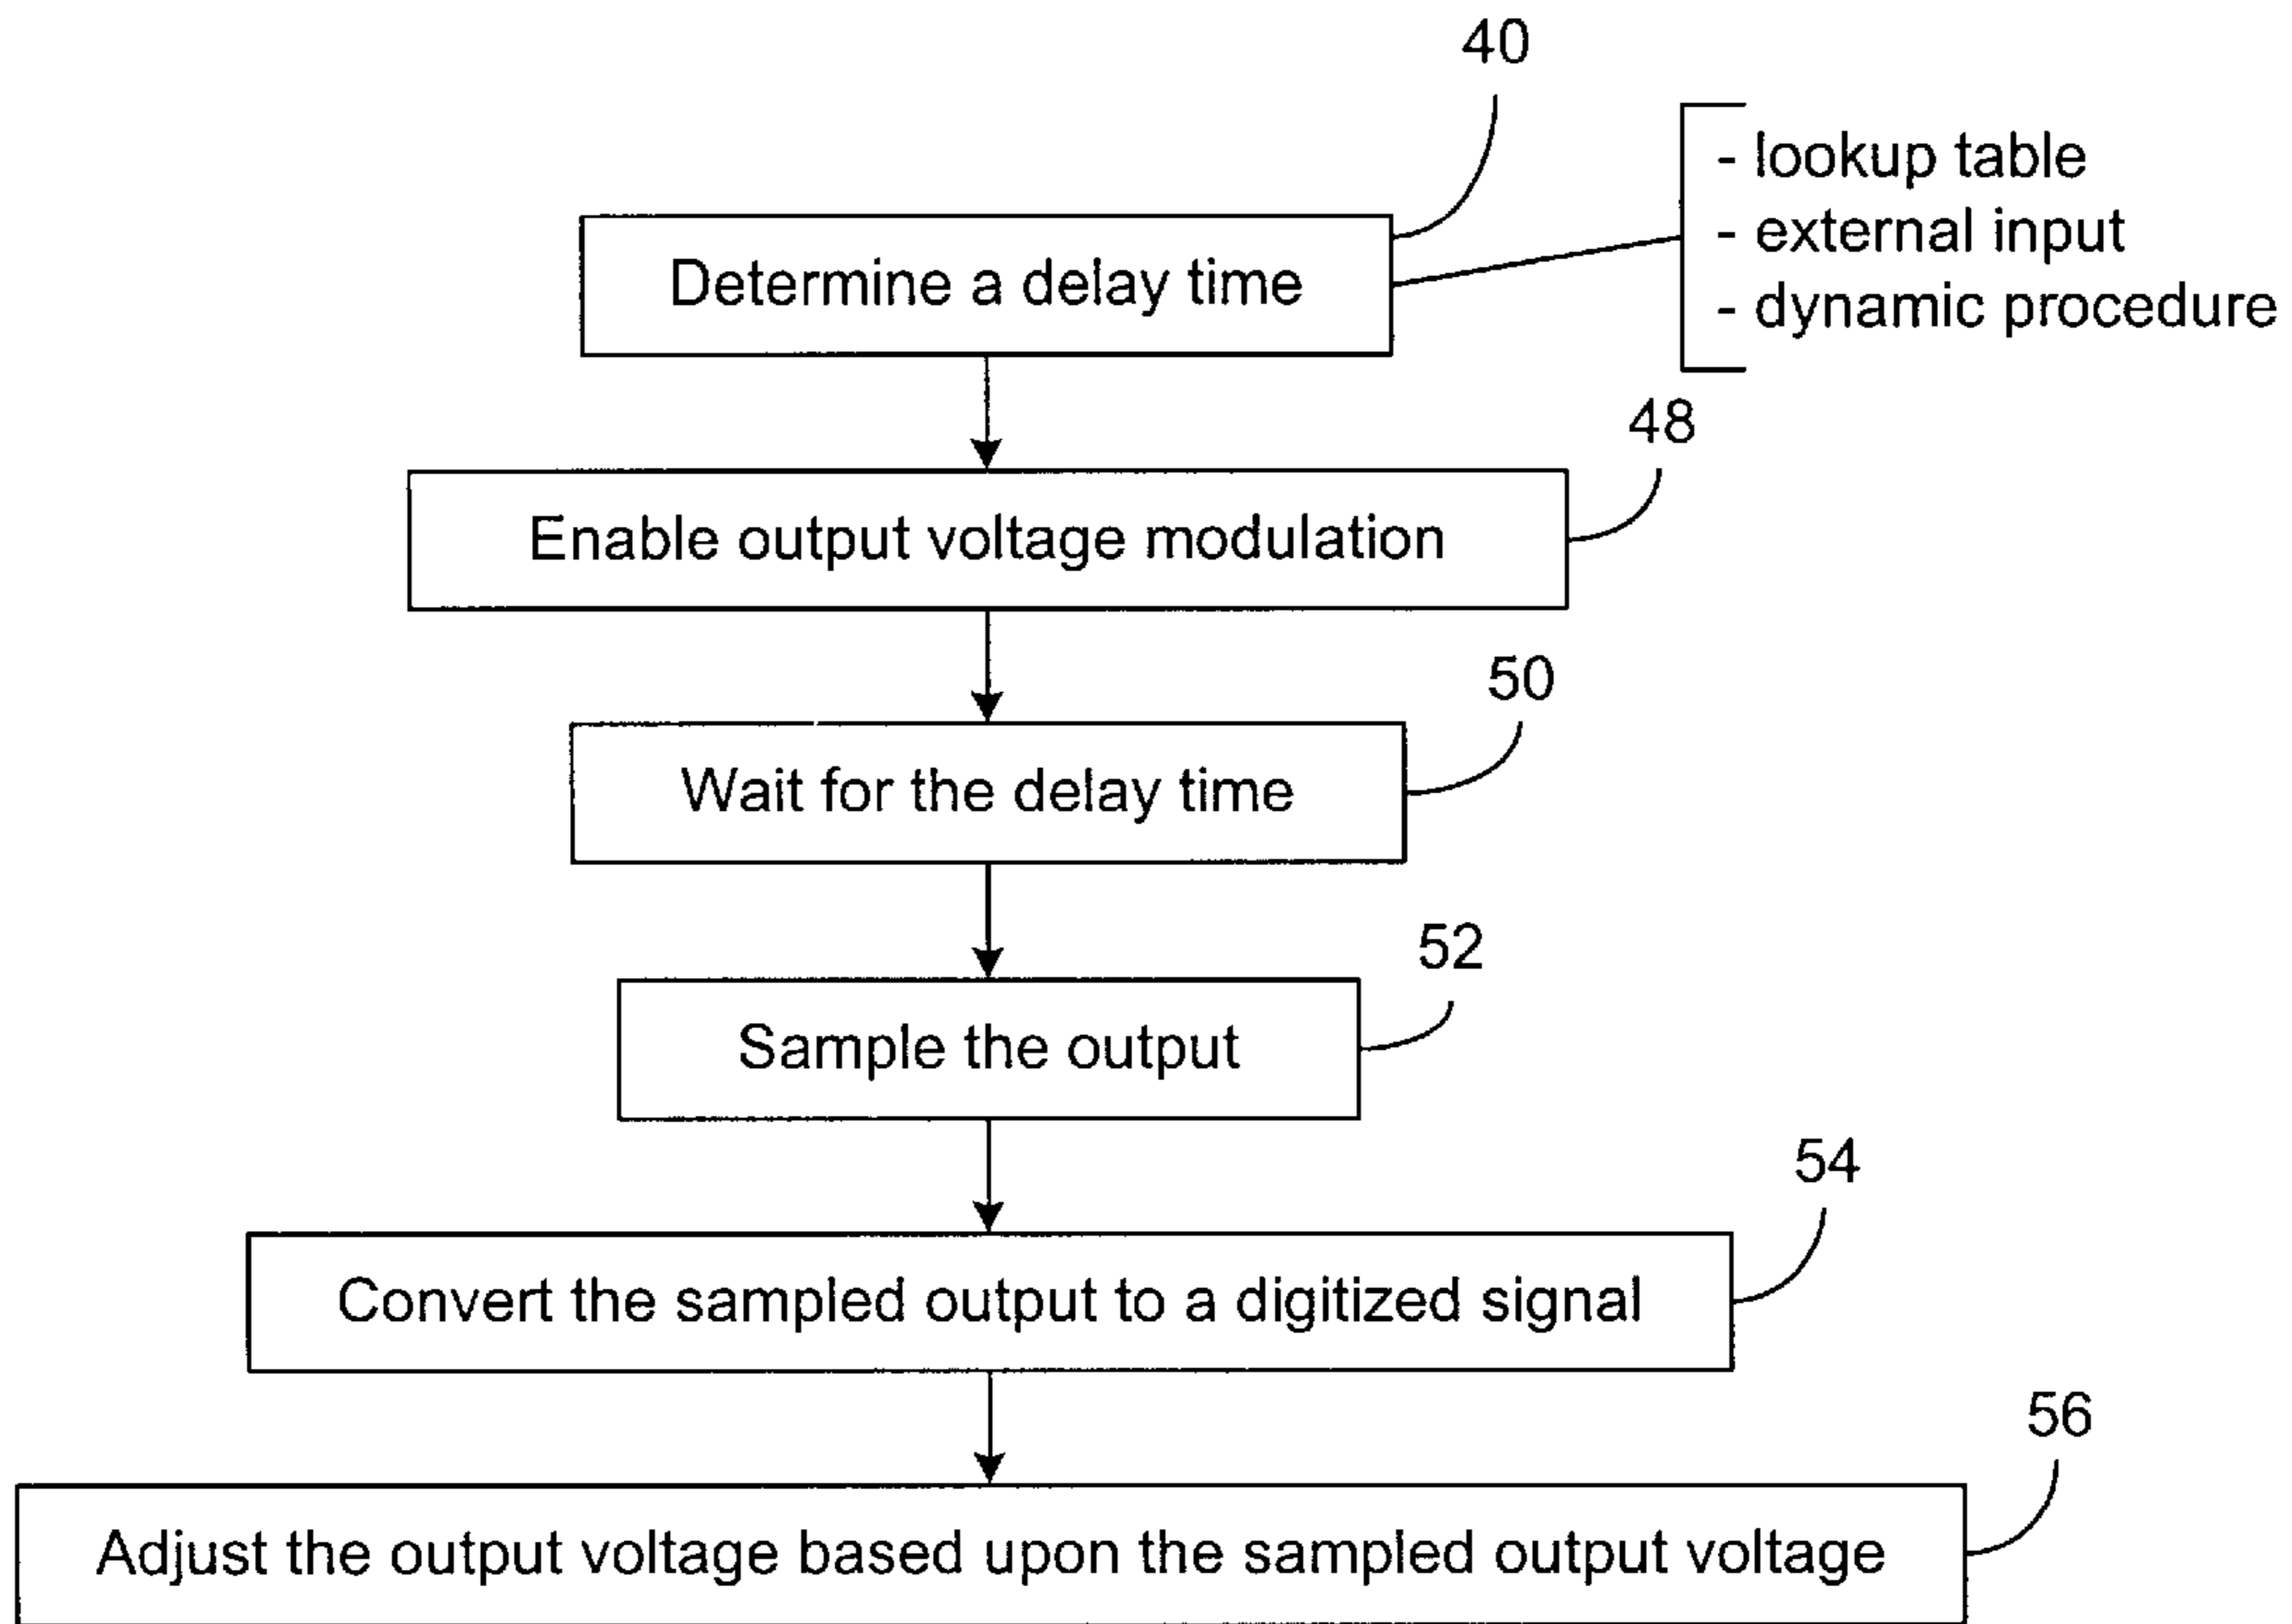 40
Determine a delay time
- lookup table
- external input
- dynamic procedure
48
Enable output voltage modulation
50
Wait for the delay time
52
Sample the output
54
Convert the sampled output to a digitized signal
56
Adjust the output voltage based upon the sampled output voltage